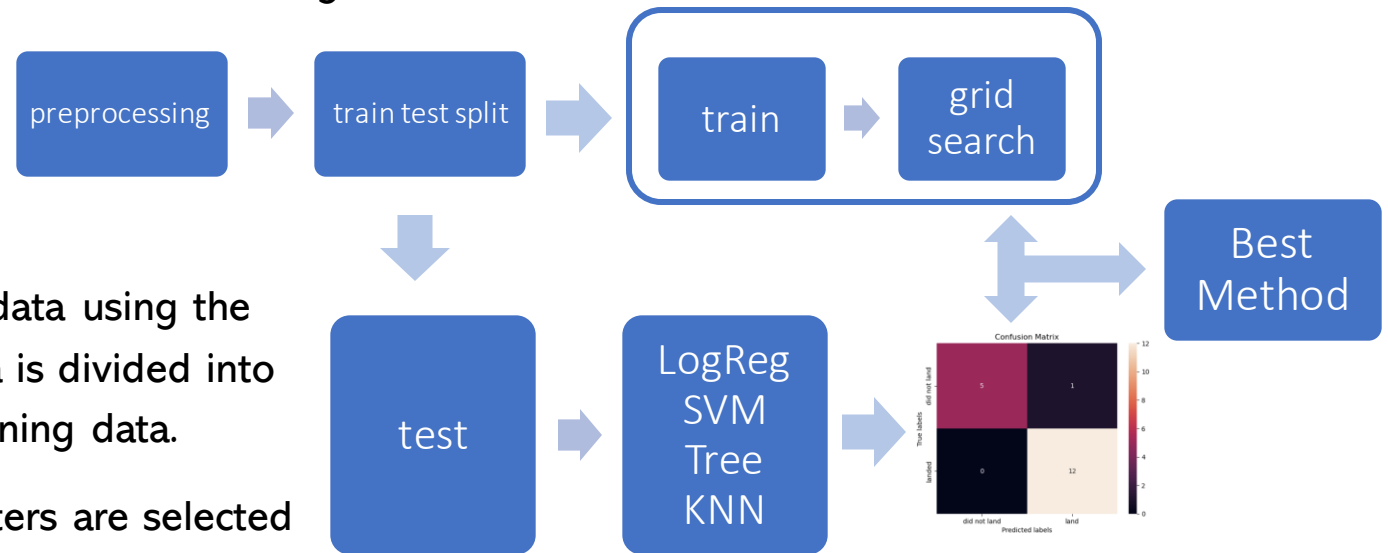 preprocessing
train test split
train
grid
search
Best
Method
data using the
is divided into
ning data.
ters are selected
test
LogReg
SVM
Tree
KNN
Confusion Matrix
True labels
did not land
landed
5
1
0
12
did not land
land
Predicted labels
12
10
8
6
4
2
0